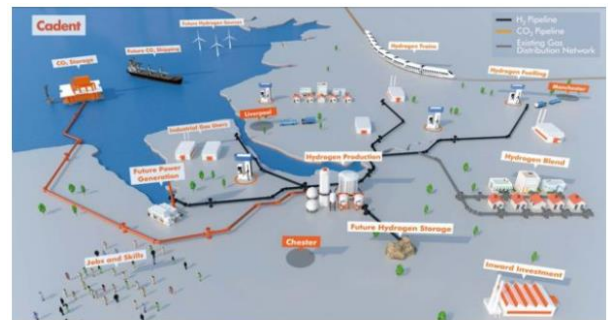 Cadent
Future Hydrogen Sources
H₂ Pipeline
CO₂ Pipeline
Existing Gas
Distribution Network
Future CO₂ Shipping
CO₂ Storage
Hydrogen Trains
Hydrogen Fuelling
Manchester
Liverpool
Industrial Gas Users
Hydrogen Production
Hydrogen Blend
Future Power
Generation
Future Hydrogen Storage
Chester
Jobs and Skills
Inward Investment